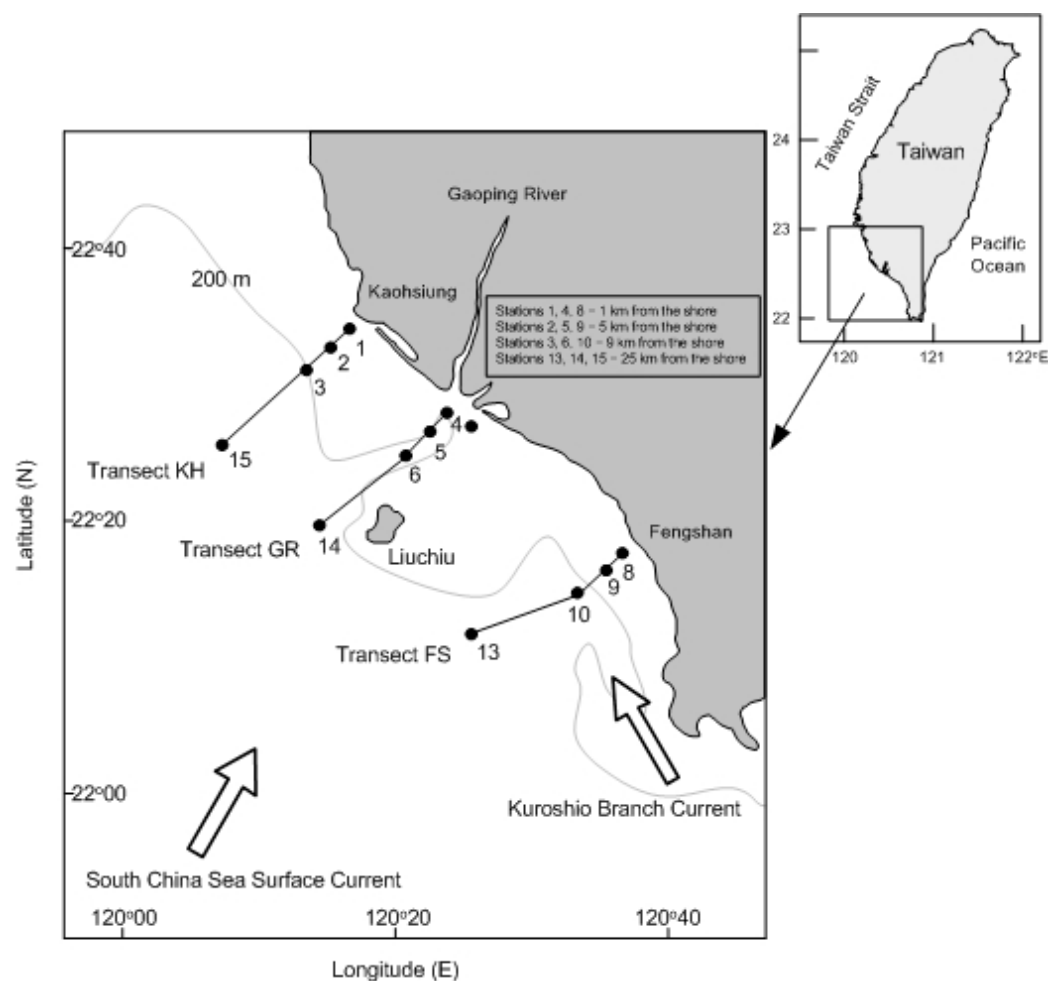 24
23
22
120
121
122°E
Taiwan Strait
Taiwan
Pacific
Ocean
Gaoping River
22°40
200 m
Kaohsiung
Stations 1, 4, 8 – 1 km from the shore
Stations 2, 5, 9 – 5 km from the shore
Stations 3, 6, 10 – 9 km from the shore
Stations 13, 14, 15 – 25 km from the shore
1
2
3
4
5
6
15
Transect KH
22°20
14
Transect GR
Liuchiu
Fengshan
8
9
10
13
Transect FS
22°00
Kuroshio Branch Current
South China Sea Surface Current
120°00
120°20
120°40
Latitude (N)
Longitude (E)